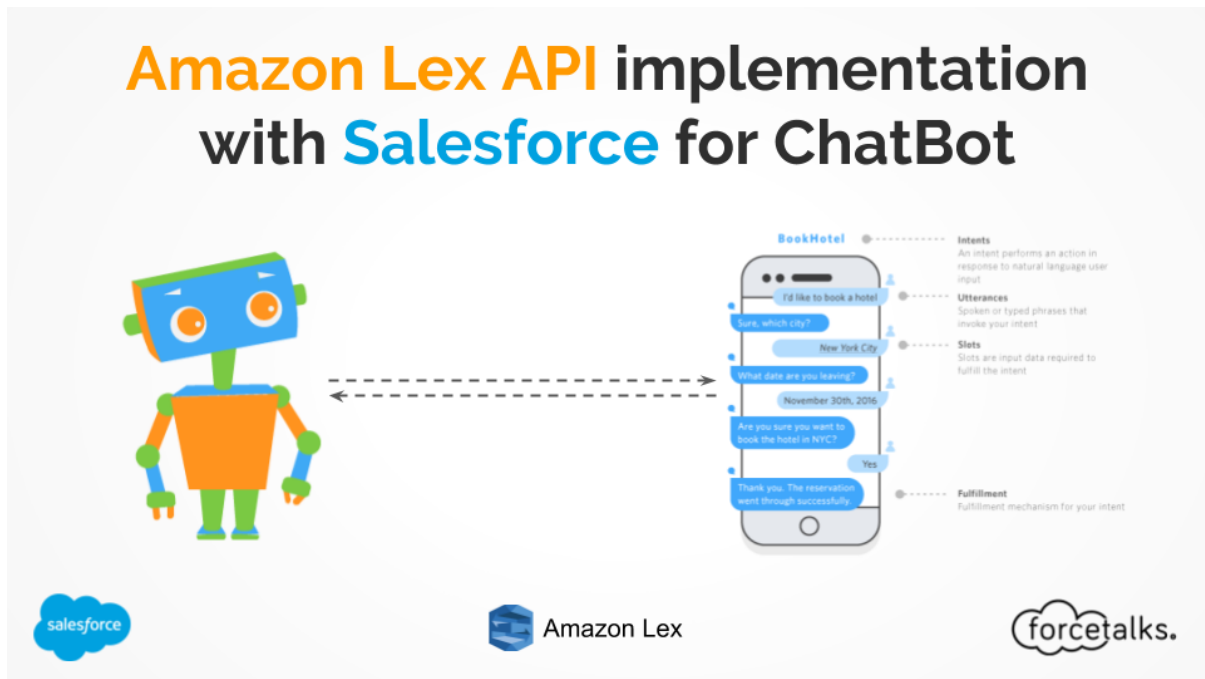 Amazon Lex API implementation
with Salesforce for ChatBot
BookHotel
I'd like to book a hotel
Sure, which city?
New York City
What date are you leaving?
November 30th, 2016
Are you sure you want to
book the hotel in NYC?
Yes
Thank you. The reservation
went through successfully.
Intents
An intent performs an action in
response to natural language user
input
Utterances
Spoken or typed phrases that
invoke your intent
Slots
Slots are input data required to
fulfill the intent
Fulfillment
Fulfillment mechanism for your intent
salesforce
Amazon Lex
forcetalks.